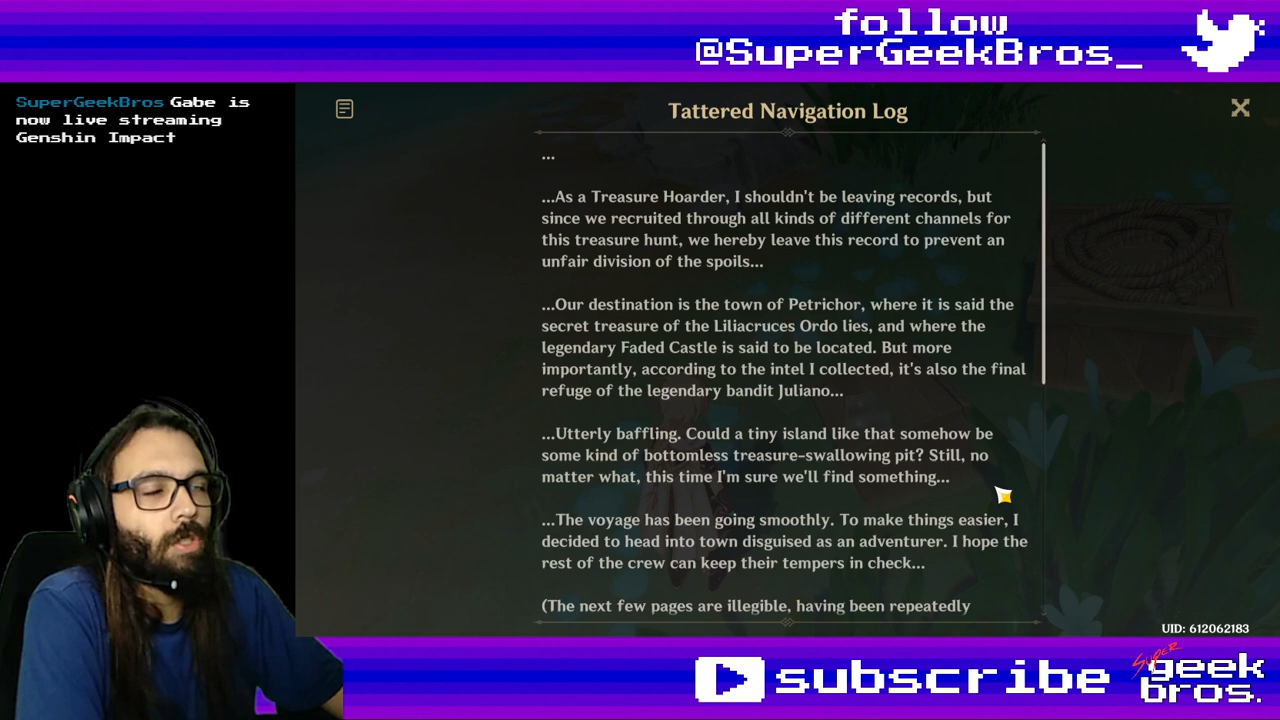 follow
@SuperGeekBros_
SuperGeekBros Gabe is
now live streaming
Genshin Impact
Tattered Navigation Log
...
...As a Treasure Hoarder, I shouldn't be leaving records, but
since we recruited through all kinds of different channels for
this treasure hunt, we hereby leave this record to prevent an
unfair division of the spoils...
...Our destination is the town of Petrichor, where it is said the
secret treasure of the Liliacruces Ordo lies, and where the
legendary Faded Castle is said to be located. But more
importantly, according to the intel I collected, it's also the final
refuge of the legendary bandit Juliano...
...Utterly baffling. Could a tiny island like that somehow be
some kind of bottomless treasure-swallowing pit? Still, no
matter what, this time I'm sure we'll find something...
...The voyage has been going smoothly. To make things easier, I
decided to head into town disguised as an adventurer. I hope the
rest of the crew can keep their tempers in check...
(The next few pages are illegible, having been repeatedly
UID: 612062183
subscribe
Super
geek
bros.